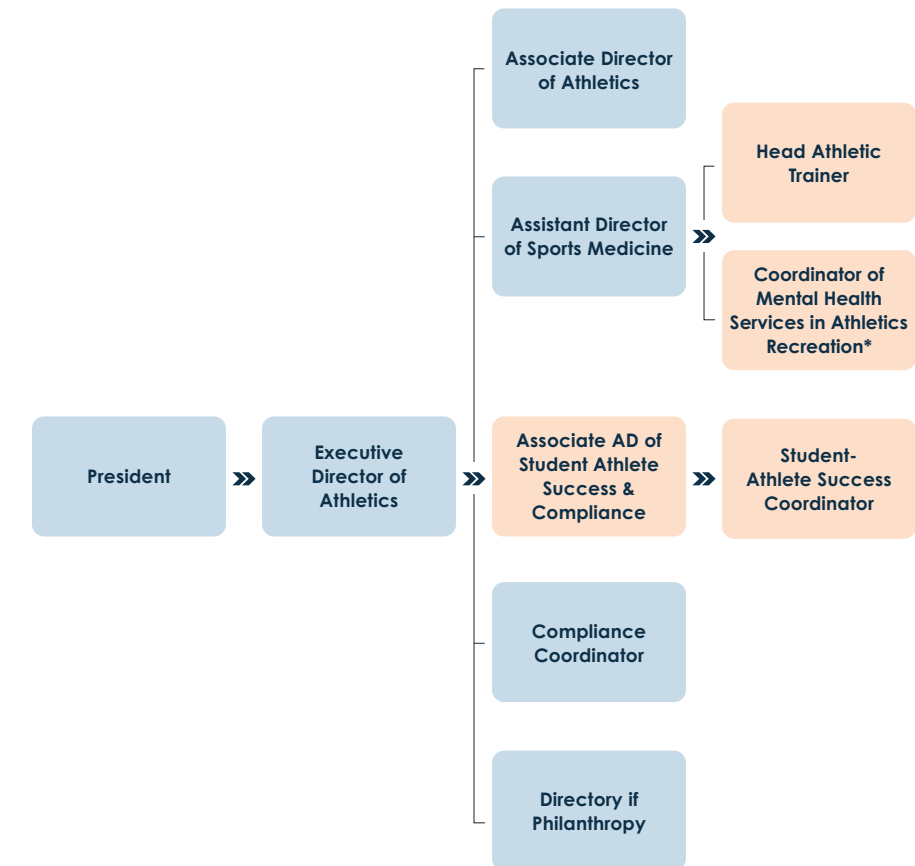 Associate Director
of Athletics
Head Athletic
Trainer
Assistant Director
of Sports Medicine
Coordinator of
Mental Health
Services in Athletics
Recreation*
President
Executive
Director of
Athletics
Associate AD of
Student Athlete
Success &
Compliance
Student-
Athlete Success
Coordinator
Compliance
Coordinator
Directory if
Philanthropy